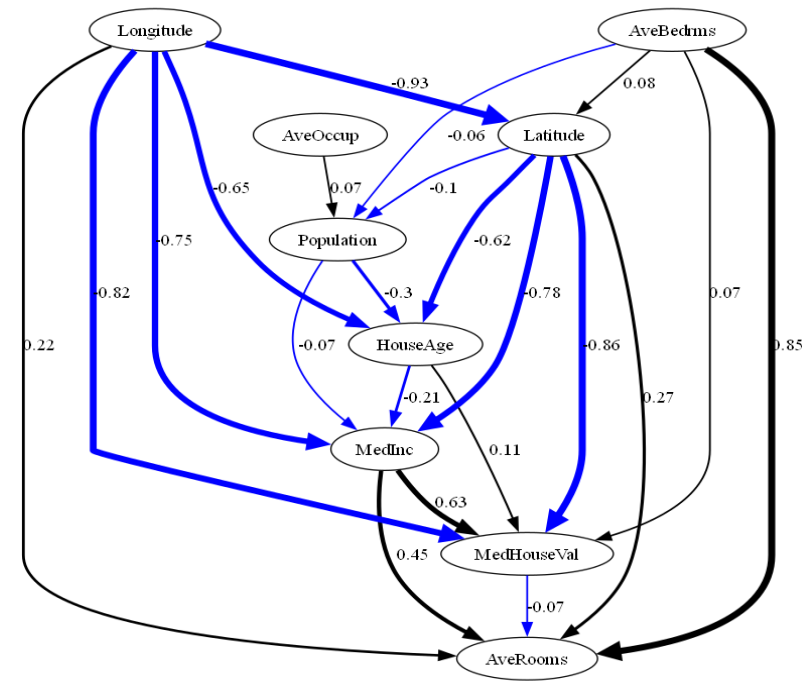 Longitude
AveBedrms
-0.93
0.08
AveOccup
Latitude
-0.06
-0.65
0.07
-0.1
-0.75
Population
-0.62
-0.82
-0.3
-0.78
0.07
0.22
-0.07
HouseAge
-0.86
0.85
-0.21
0.27
MedInc
0.11
0.63
0.45
MedHouseVal
-0.07
AveRooms